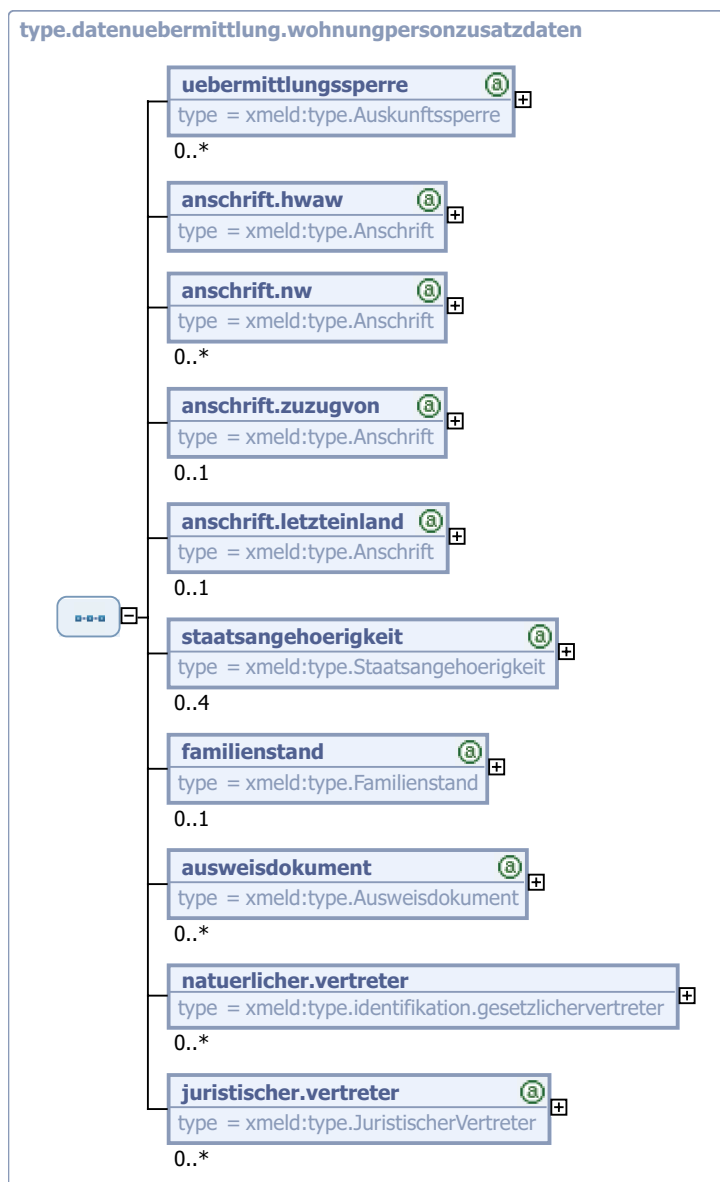 type.datenuebermittlung.wohnungpersonzusatzdaten
uebermittlungssperre
type = xmeld:type.Auskunftssperre
0..*
anschrift.hwaw
type = xmeld:type.Anschrift
anschrift.nw
type = xmeld:type.Anschrift
0..*
anschrift.zuzugvon
type = xmeld:type.Anschrift
0..1
anschrift.letzteinland
type = xmeld:type.Anschrift
0..1
staatsangehoerigkeit
type = xmeld:type.Staatsangehoerigkeit
0..4
familienstand
type = xmeld:type.Familienstand
0..1
ausweisdokument
type = xmeld:type.Ausweisdokument
0..*
natuerlicher.vertreter
type = xmeld:type.identifikation.gesetzlichervertreter
0..*
juristischer.vertreter
type = xmeld:type.JuristischerVertreter
0..*